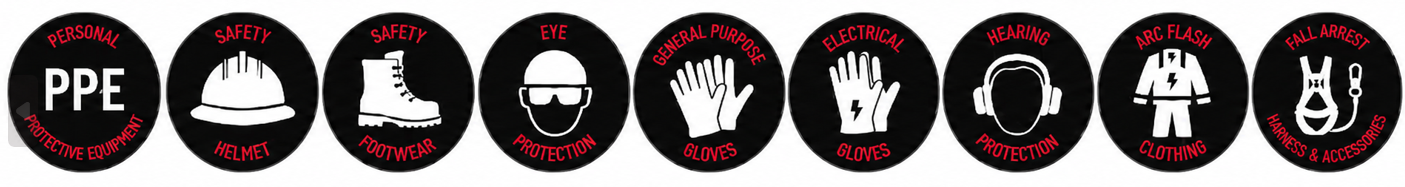 PERSONAL
PPE
PROTECTIVE EQUIPMENT
SAFETY
HELMET
SAFETY
FOOTWEAR
EYE
PROTECTION
GENERAL PURPOSE
GLOVES
ELECTRICAL
GLOVES
HEARING
PROTECTION
ARC FLASH
CLOTHING
FALL ARREST
HARNESS & ACCESSORIES